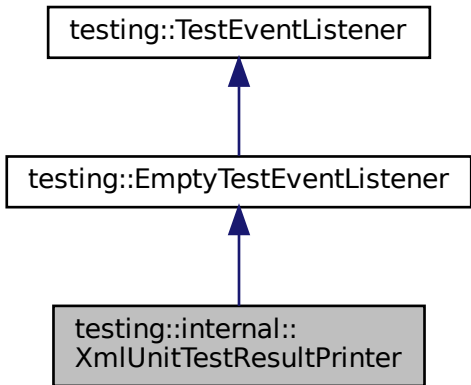 testing::TestEventListener
testing::EmptyTestEventListener
testing::internal::
XmlUnitTestResultPrinter